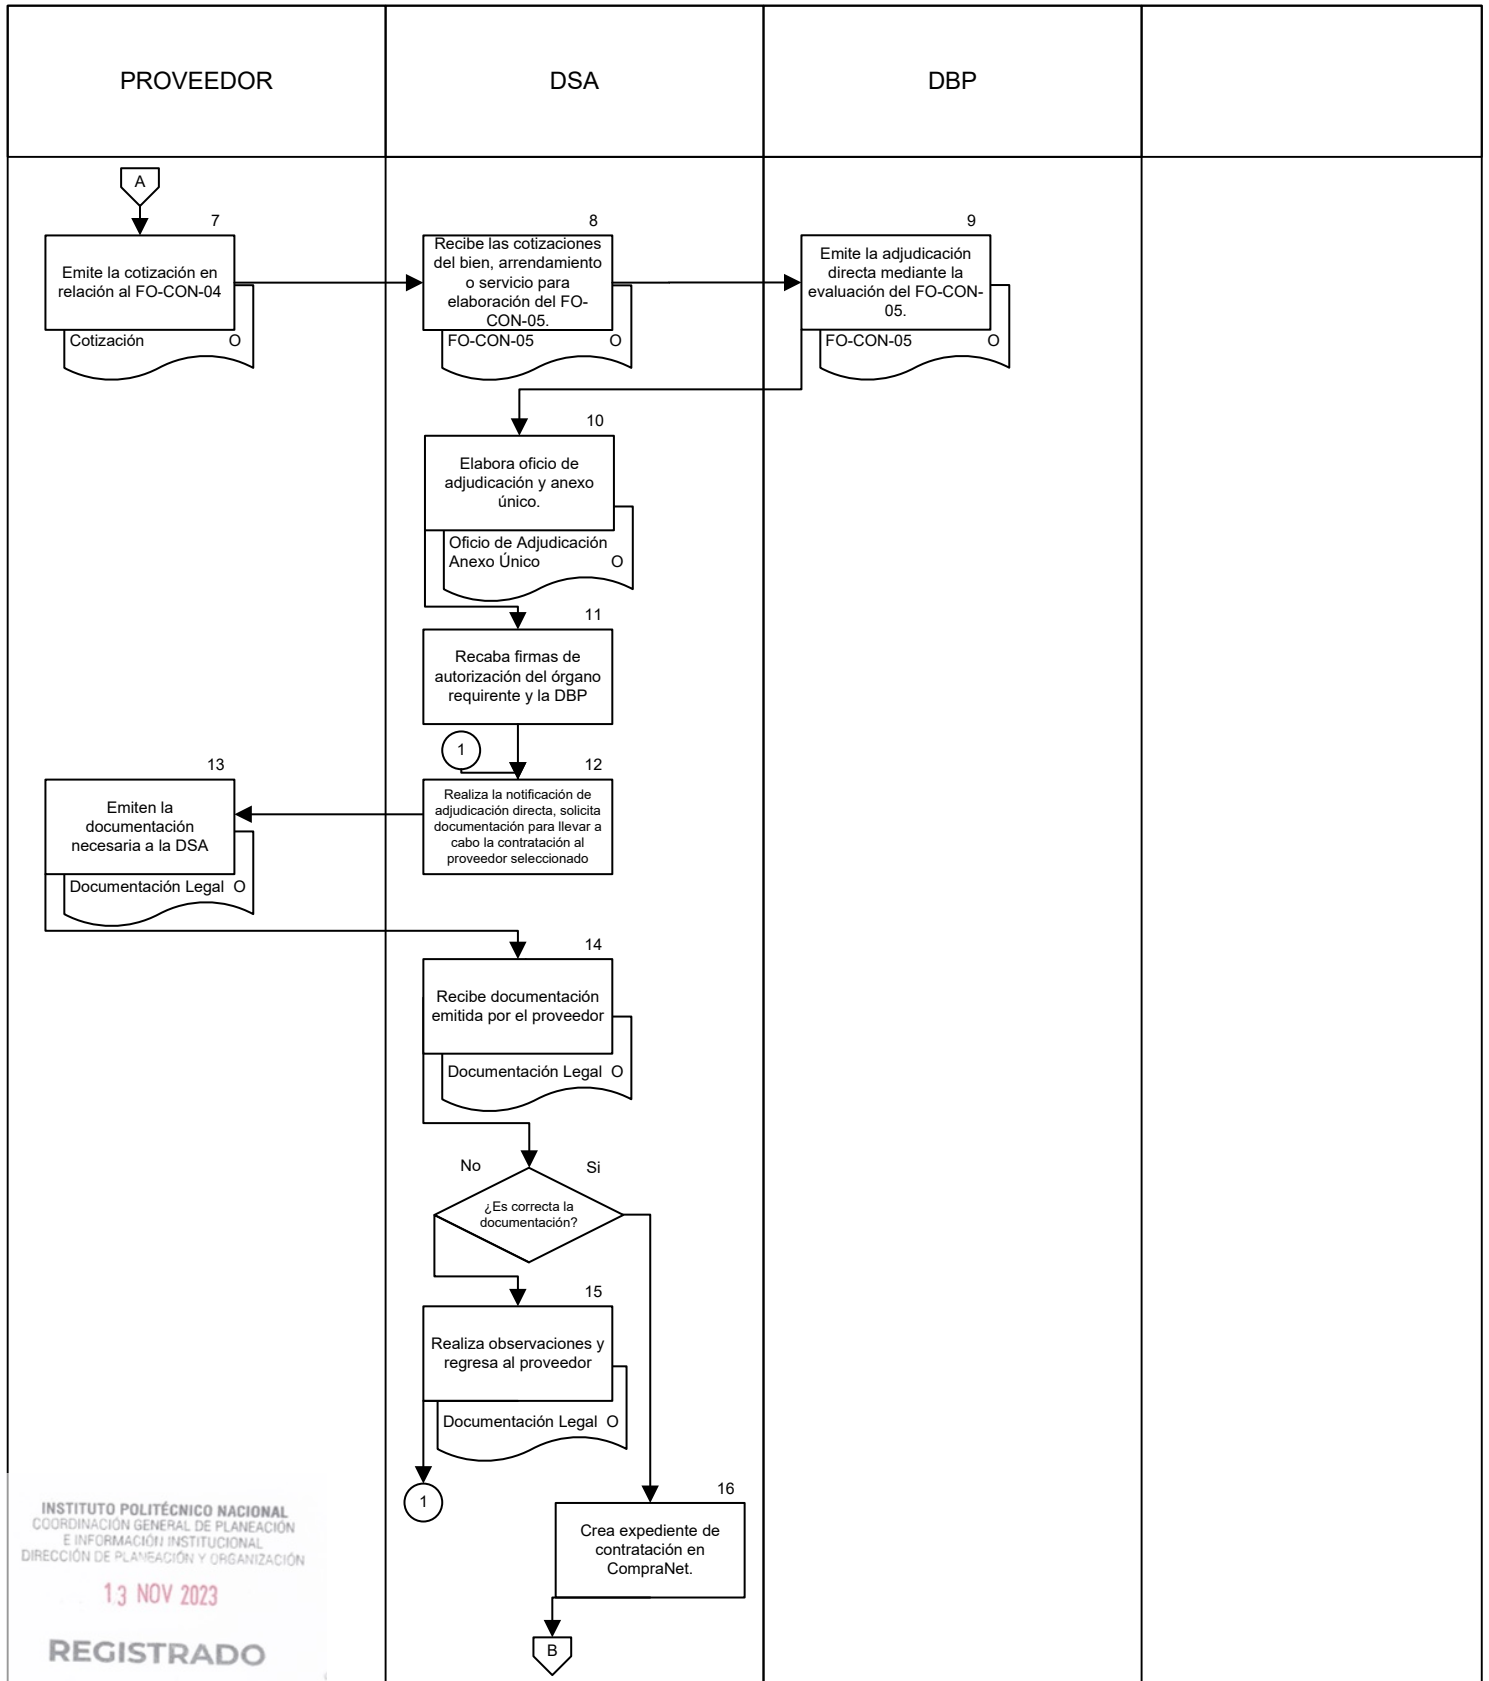 PROVEEDOR
DSA
DBP
A
7
Emite la cotización en
relación al FO-CON-04
Cotización O
8
Recibe las cotizaciones
del bien, arrendamiento
o servicio para
elaboración del FO-
CON-05.
FO-CON-05 O
9
Emite la adjudicación
directa mediante la
evaluación del FO-CON-
05.
FO-CON-05 O
10
Elabora oficio de
adjudicación y anexo
único.
Oficio de Adjudicación
Anexo Único O
11
Recaba firmas de
autorización del órgano
requirente y la DBP
1
12
Realiza la notificación de
adjudicación directa, solicita
documentación para llevar a
cabo la contratación al
proveedor seleccionado
13
Emiten la
documentación
necesaria a la DSA
Documentación Legal O
14
Recibe documentación
emitida por el proveedor
Documentación Legal O
No
Si
¿Es correcta la
documentación?
15
Realiza observaciones y
regresa al proveedor
Documentación Legal O
1
16
Crea expediente de
contratación en
CompraNet.
B
INSTITUTO POLITÉCNICO NACIONAL
COORDINACIÓN GENERAL DE PLANEACIÓN
E INFORMACIÓN INSTITUCIONAL
DIRECCIÓN DE PLANEACIÓN Y ORGANIZACIÓN
13 NOV 2023
REGISTRADO